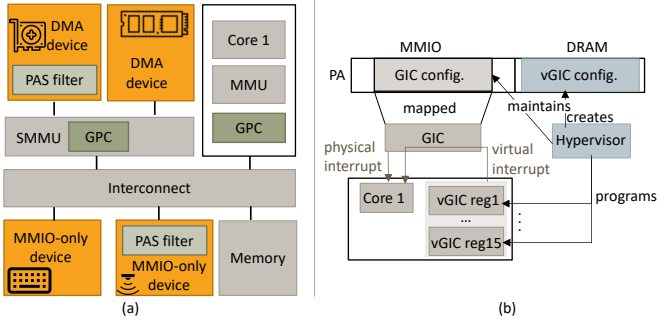 DMA
device
PAS filter
DMA
device
Core 1
MMU
GPC
SMMU
GPC
Interconnect
MMIO-only
device
PAS filter
MMIO-only
device
Memory
(a)
MMIO
DRAM
PA
GIC config.
vGIC config.
mapped
maintains
creates
GIC
Hypervisor
physical
interrupt
virtual
interrupt
programs
Core 1
vGIC reg1
...
vGIC reg15
(b)